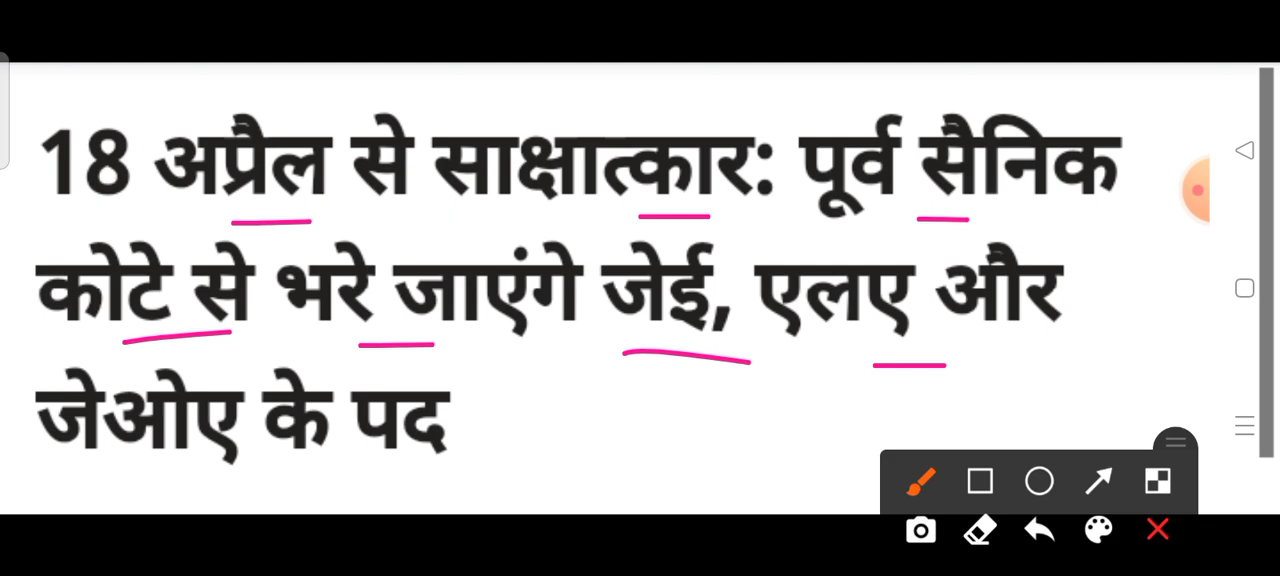 18 अप्रैल से साक्षात्कार: पूर्व सैनिक
कोटे से भरे जाएंगे जेई, एलए और
जेओए के पद